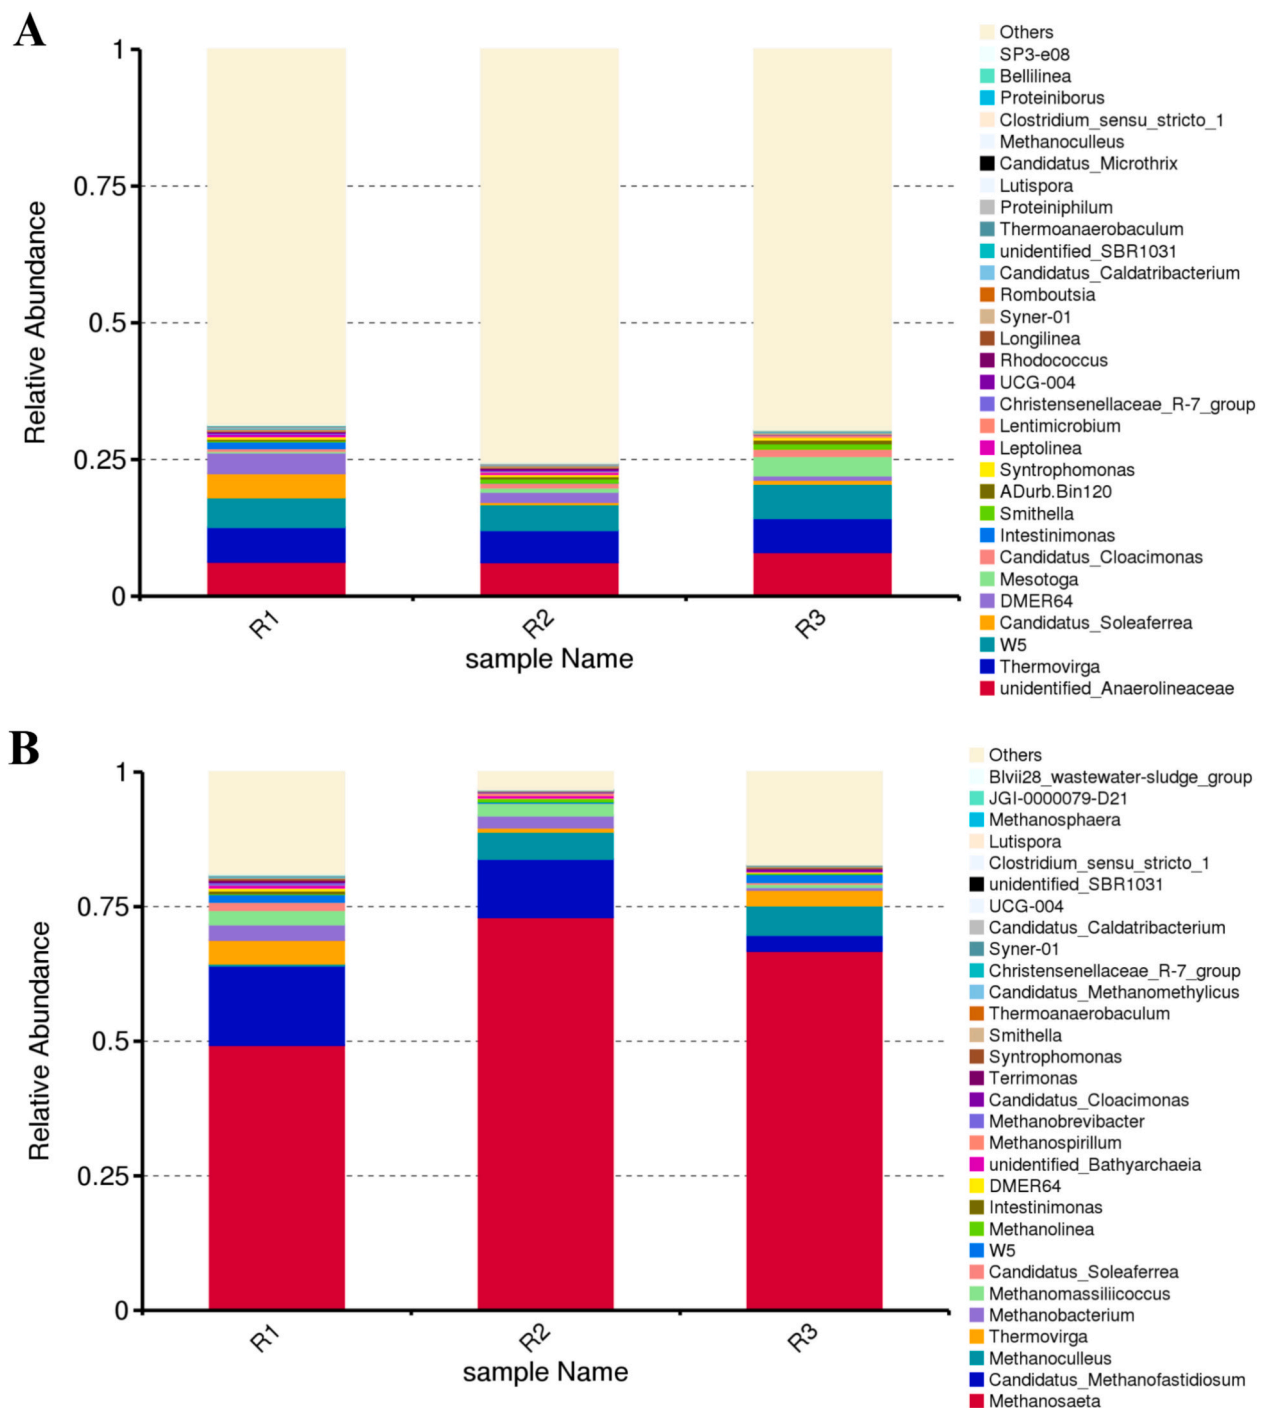 A
1
0.75
0.5
0.25
0
Relative Abundance
R1
R2
R3
sample Name
Others
SP3-e08
Bellilinea
Proteiniborus
Clostridium_sensu_stricto_1
Methanoculleus
Candidatus_Microthrix
Lutispora
Proteiniphilum
Thermoanaerobaculum
unidentified_SBR1031
Candidatus_Caldatribacterium
Romboutsia
Syner-01
Longilinea
Rhodococcus
UCG-004
Christensenellaceae_R-7_group
Lentimicrobium
Leptolinea
Syntrophomonas
ADurb.Bin120
Smithella
Intestinimonas
Candidatus_Cloacimonas
Mesotoga
DMER64
Candidatus_Soleaferrea
W5
Thermovirga
unidentified_Anaerolineaceae
B
1
0.75
0.5
0.25
0
Relative Abundance
R1
R2
R3
sample Name
Others
Blvii28_wastewater-sludge_group
JGI-0000079-D21
Methanosphaera
Lutispora
Clostridium_sensu_stricto_1
unidentified_SBR1031
UCG-004
Candidatus_Caldatribacterium
Syner-01
Christensenellaceae_R-7_group
Candidatus_Methanomethylicus
Thermoanaerobaculum
Smithella
Syntrophomonas
Terrimonas
Candidatus_Cloacimonas
Methanobrevibacter
Methanospirillum
unidentified_Bathyarchaeia
DMER64
Intestinimonas
Methanolinea
W5
Candidatus_Soleaferrea
Methanomassiliicoccus
Methanobacterium
Thermovirga
Methanoculleus
Candidatus_Methanofastidiosum
Methanosaeta